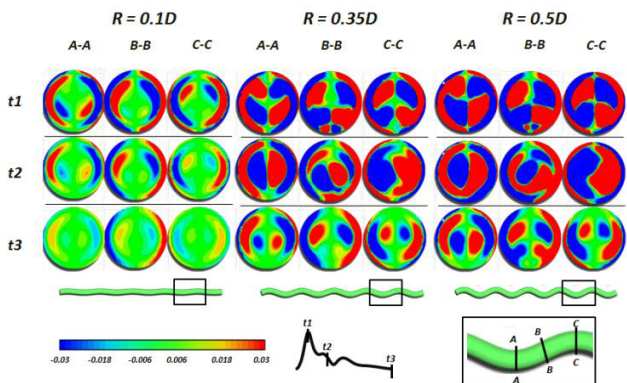 R = 0.1D R = 0.35D R = 0.5D
A-A B-B C-C A-A B-B C-C A-A B-B C-C
t1
t2
t3
t1
t2
t3
-0.03 -0.018 -0.006 0.006 0.018 0.03
A B C
A B C